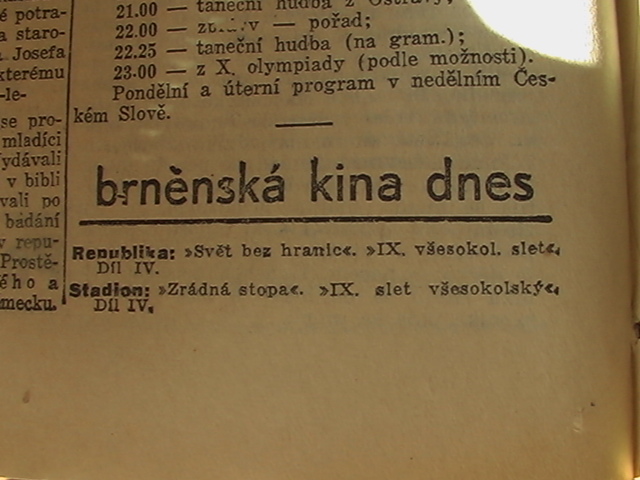 é potra-
a staro-
Josefa
kterému
-le-
se pro-
mladíci
ydávali
v bibli
vali po
bádání
v repu-
Prostě-
ého a
mecku.
21.00 — taneční hudba z Ostravy;
22.00 — — pořad;
22.25 — taneční hudba (na gram.);
23.00 — z X. olympiady (podle možnosti).
Pondělní a úterní program v nedělním Čes-
kém Slově.
brněnská kina dnes
Republika: »Svět bez hranic«. »IX. všesokol. slet«,
Díl IV.
Stadion: »Zrádná stopa«. »IX. slet všesokolský«,
Díl IV.